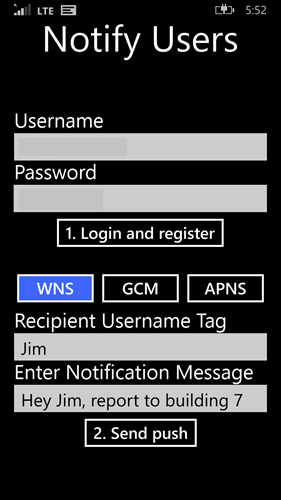 LTE 5:52
Notify Users
Username
Password
1. Login and register
WNS GCM APNS
Recipient Username Tag
Jim
Enter Notification Message
Hey Jim, report to building 7
2. Send push